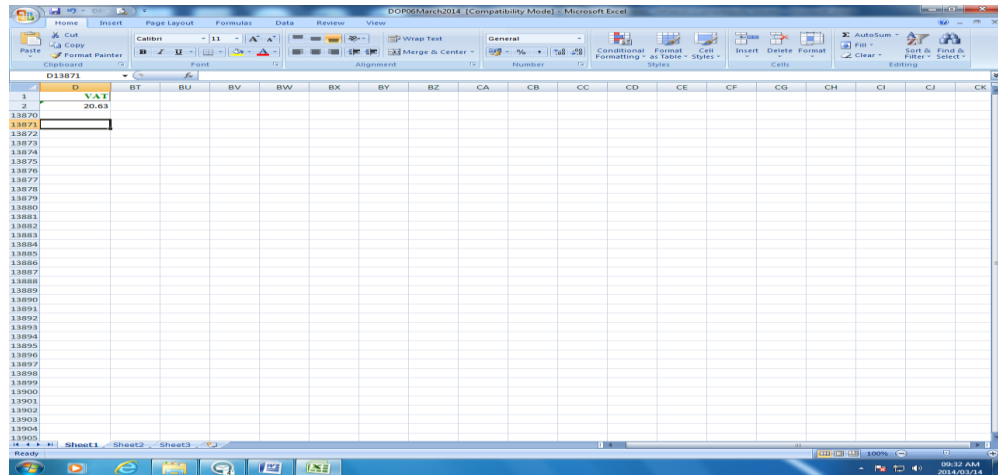 DOP06March2014 [Compatibility Mode] - Microsoft Excel
Home Insert Page Layout Formulas Data Review View
Paste
Cut
Copy
Format Painter
Clipboard
Calibri 11
B I U
Font
Wrap Text
Merge & Center
Alignment
General
Number
Conditional Formatting
Format as Table
Cell Styles
Styles
Insert Delete Format
Cells
Σ AutoSum
Fill
Clear
Sort & Filter
Find & Select
Editing
D13871 fx
D BT BU BV BW BX BY BZ CA CB CC CD CE CF CG CH CI CJ CK
1 VAT
2 20.63
13870
13871
13872
13873
13874
13875
13876
13877
13878
13879
13880
13881
13882
13883
13884
13885
13886
13887
13888
13889
13890
13891
13892
13893
13894
13895
13896
13897
13898
13899
13900
13901
13902
13903
13904
13905
Sheet1 Sheet2 Sheet3
Ready
100%
09:32 AM
2014/03/14